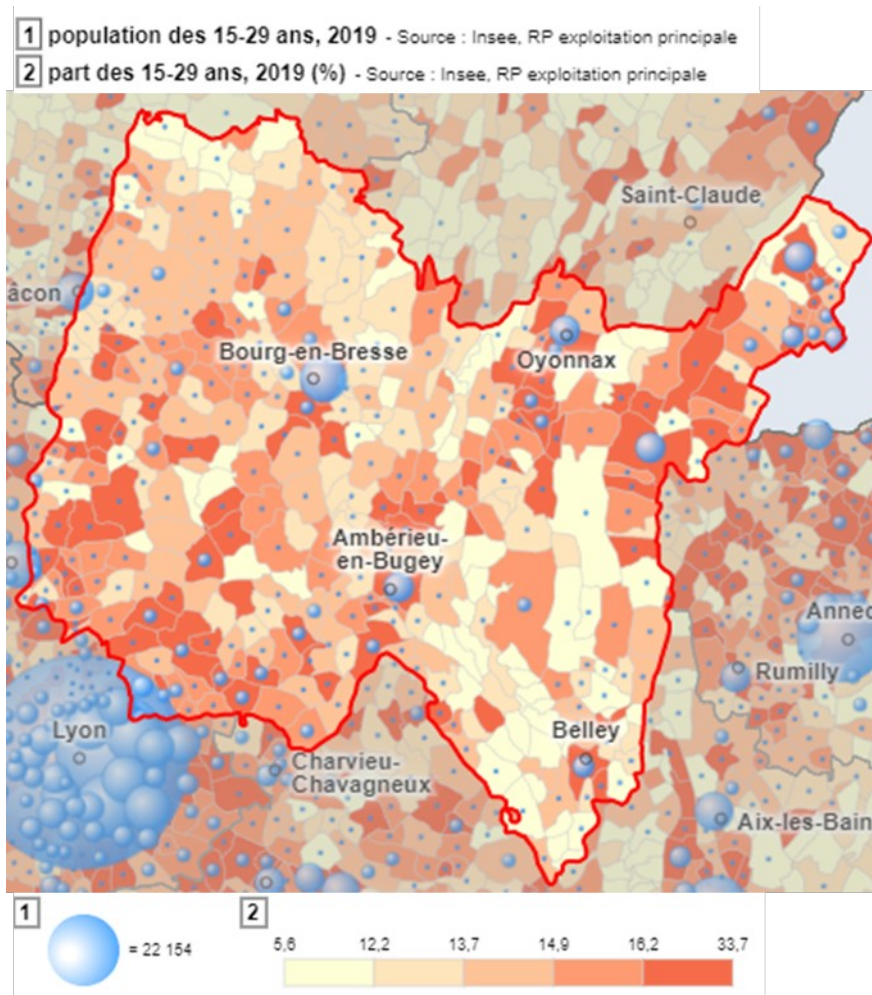 1 population des 15-29 ans, 2019 - Source : Insee, RP exploitation principale
2 part des 15-29 ans, 2019 (%) - Source : Insee, RP exploitation principale
Saint-Claude
âcon
Bourg-en-Bresse
Oyonnax
Ambérieu-
en-Bugey
Annec
Rumilly
Lyon
Belley
Charvieu-
Chavagneux
Aix-les-Bain
1 2
= 22 154
5,6 12,2 13,7 14,9 16,2 33,7